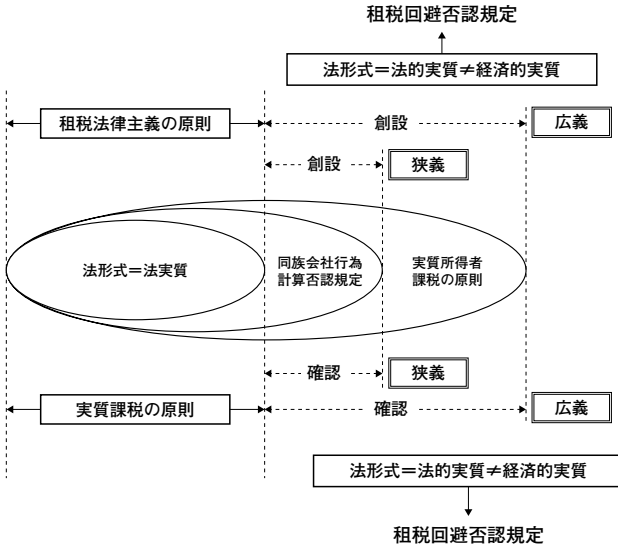 租税回避否認規定
法形式＝法的実質≠経済的実質
租税法律主義の原則
創設
広義
創設
狭義
法形式＝法実質
同族会社行為
計算否認規定
実質所得者
課税の原則
確認
狭義
実質課税の原則
確認
広義
法形式＝法的実質≠経済的実質
租税回避否認規定